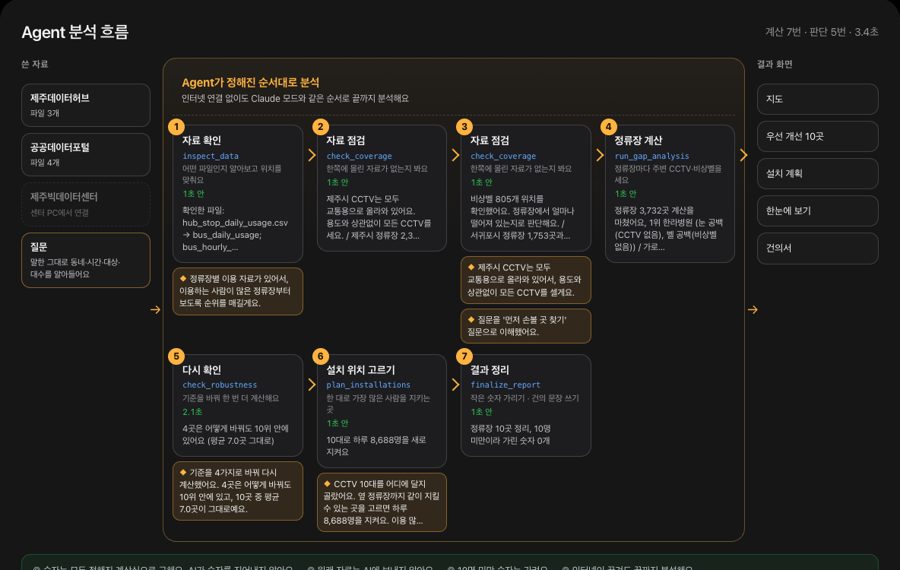 Agent 분석 흐름
계산 7번 · 판단 5번 · 3.4초
쓴 자료
제주데이터허브
파일 3개
공공데이터포털
파일 4개
제주빅데이터센터
센터 PC에서 연결
질문
말한 그대로 동네·시간·대상·
대수를 알아들어요
Agent가 정해진 순서대로 분석
인터넷 연결 없이도 Claude 모드와 같은 순서로 끝까지 분석해요
1
자료 확인
inspect_data
어떤 파일인지 알아보고 위치를
맞춰요
1초 안
확인한 파일:
hub_stop_daily_usage.csv
→ bus_daily_usage;
bus_hourly_…
◆ 정류장별 이용 자료가 있어서,
이용하는 사람이 많은 정류장부터
보도록 순위를 매길게요.
2
자료 점검
check_coverage
한쪽에 몰린 자료가 없는지 봐요
1초 안
제주시 CCTV는 모두
교통용으로 올라와 있어요.
용도와 상관없이 모든 CCTV를
세요. / 제주시 정류장 2,3…
3
자료 점검
check_coverage
한쪽에 몰린 자료가 없는지 봐요
1초 안
비상벨 805개 위치를
확인했어요. 정류장에서 얼마나
떨어져 있는지로 판단해요. /
서귀포시 정류장 1,753곳과…
◆ 제주시 CCTV는 모두
교통용으로 올라와 있어서, 용도와
상관없이 모든 CCTV를 셀게요.
◆ 질문을 '먼저 손볼 곳 찾기'
질문으로 이해했어요.
4
정류장 계산
run_gap_analysis
정류장마다 주변 CCTV·비상벨을
세요
1초 안
정류장 3,732곳 계산을
마쳤어요, 1위 한라병원 (눈 공백
(CCTV 없음), 벨 공백(비상벨
없음)) / 가로…
5
다시 확인
check_robustness
기준을 바꿔 한 번 더 계산해요
2.1초
4곳은 어떻게 바꿔도 10위 안에
있어요 (평균 7.0곳 그대로)
◆ 기준을 4가지로 바꿔 다시
계산했어요. 4곳은 어떻게 바꿔도
10위 안에 있고, 10곳 중 평균
7.0곳이 그대로예요.
6
설치 위치 고르기
plan_installations
한 대로 가장 많은 사람을 지키는
곳
1초 안
10대로 하루 8,688명을 새로
지켜요
◆ CCTV 10대를 어디에 달지
골랐어요. 옆 정류장까지 같이 지킬
수 있는 곳을 고르면 하루
8,688명을 지켜요. 이용 많…
7
결과 정리
finalize_report
작은 숫자 가리기 · 건의 문장 쓰기
1초 안
정류장 10곳 정리, 10명
미만이라 가린 숫자 0개
결과 화면
지도
우선 개선 10곳
설치 계획
한눈에 보기
건의서